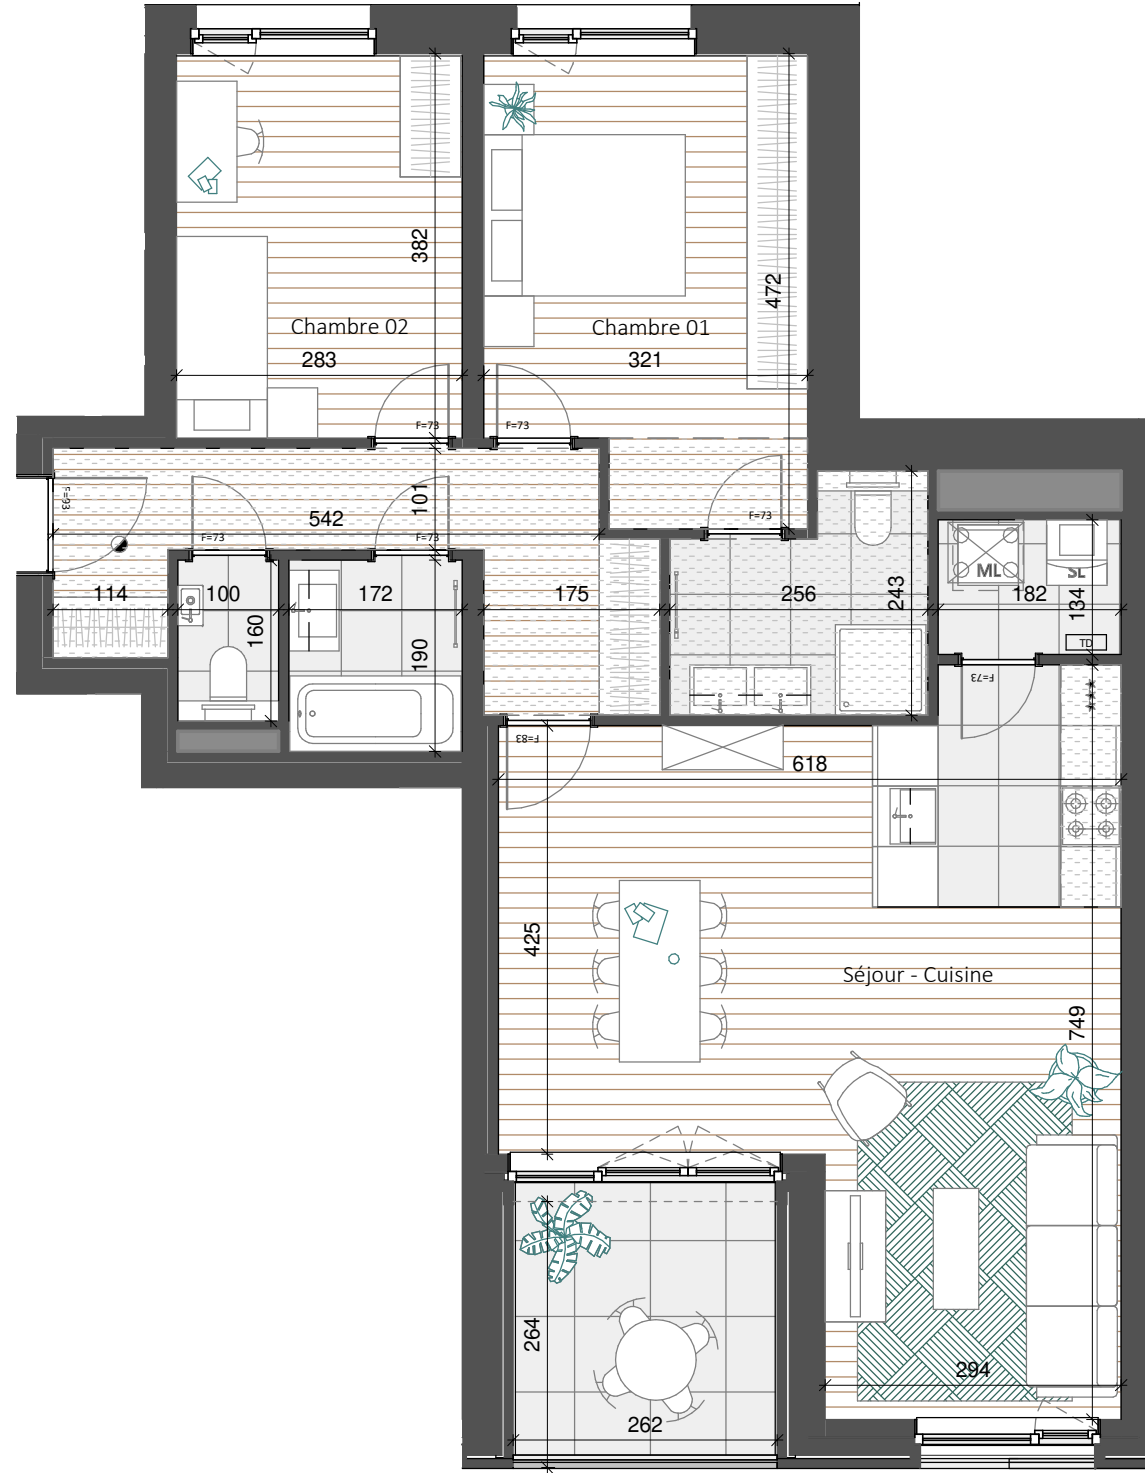 382
472
Chambre 02
Chambre 01
283
321
F=73
F=73
F=93
101
542
F=73
F=73
F=73
ML
SL
114
100
172
175
256
243
182
134
160
190
TD
F=73
F=83
618
425
Séjour - Cuisine
749
264
294
262